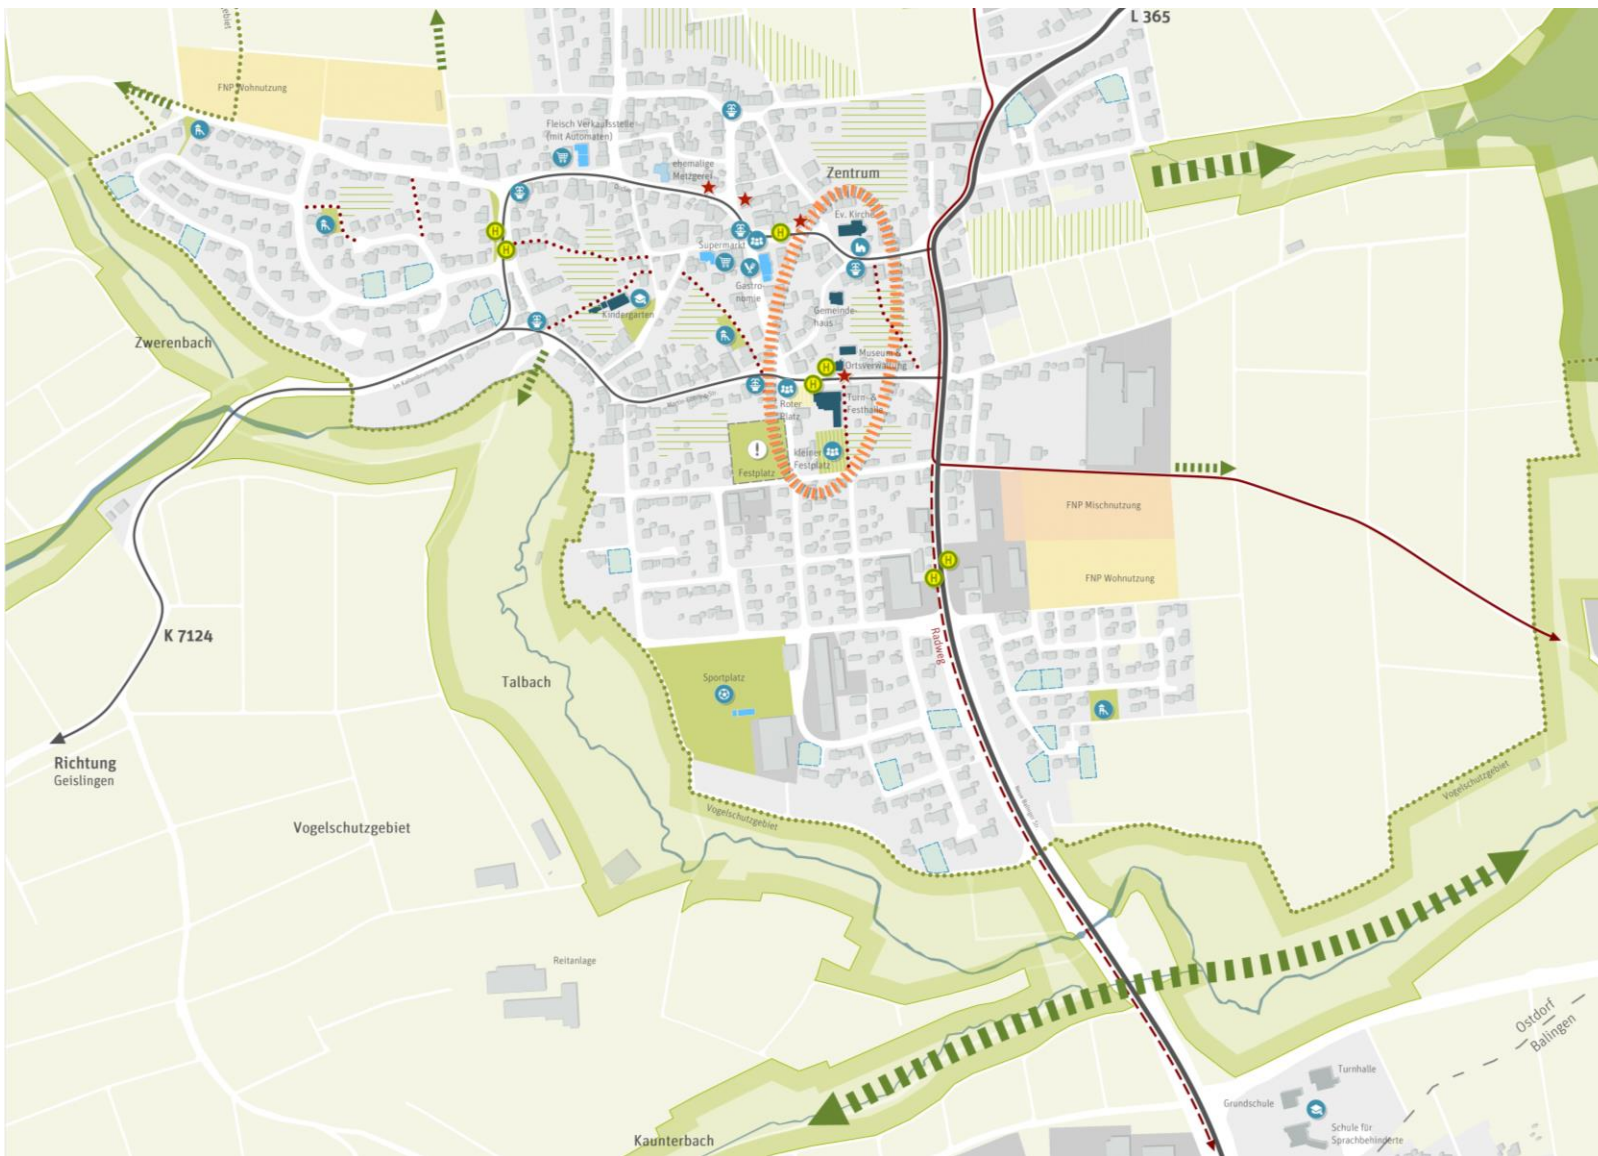 L 365
FNP Wohnutzung
Fleisch Verkaufsstelle
(mit Automaten)
ehemalige
Metzgerei
Zentrum
Ev. Kirche
Supermarkt
Gastro-
nomie
H
H
H
Kindergarten
Gemeinde-
haus
Zwerenbach
Museum &
Ortsverwaltung
H
H
Roter
Platz
Turn- &
Festhalle
!
Festplatz
kleiner
Festplatz
FNP Mischnutzung
H
H
FNP Wohnutzung
K 7124
Radweg
Talbach
Sportplatz
Richtung
Geislingen
Vogelschutzgebiet
Vogelschutzgebiet
Vogelschutzgebiet
Reitanlage
Ostdorf
Balingen
Turnhalle
Grundschule
Schule für
Sprachbehinderte
Kaunterbach